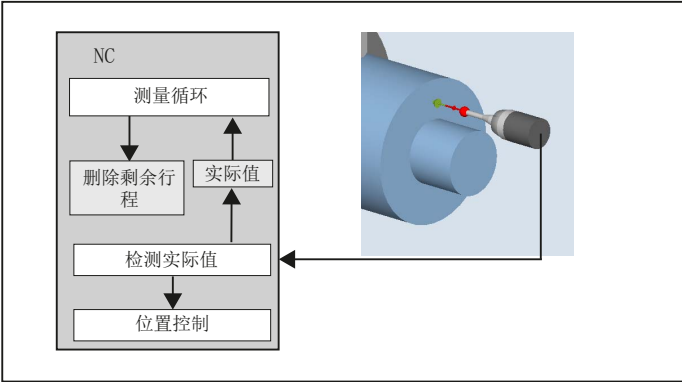 NC
测量循环
删除剩余行
程
实际值
检测实际值
位置控制